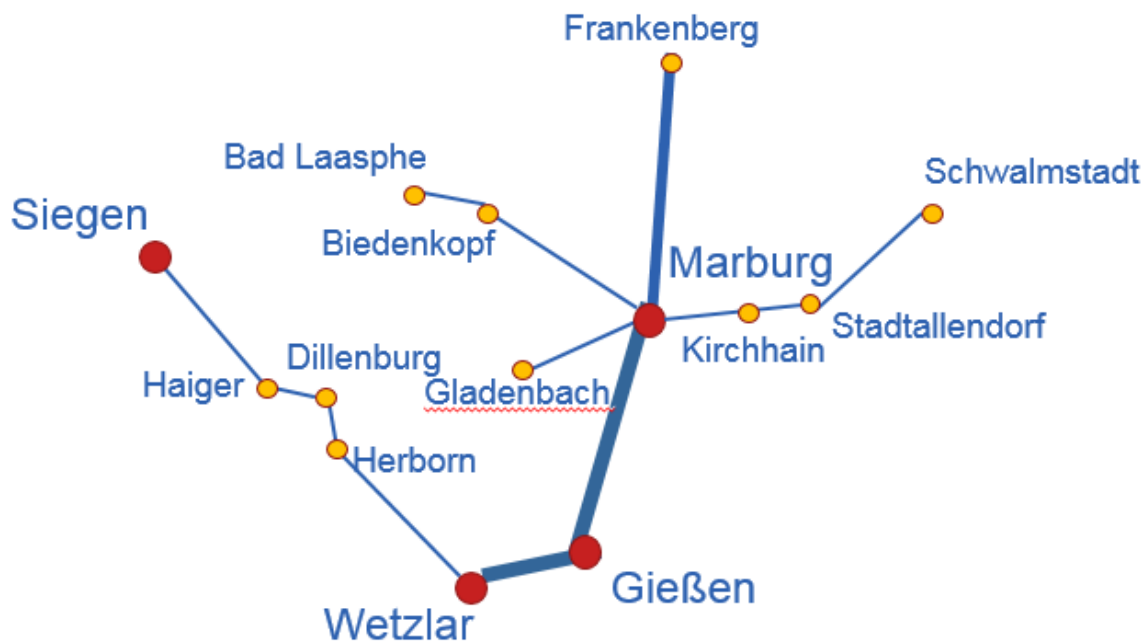 Frankenberg
Bad Laasphe
Schwalmstadt
Siegen
Biedenkopf
Marburg
Stadtallendorf
Kirchhain
Dillenburg
Haiger
Gladenbach
Herborn
Gießen
Wetzlar